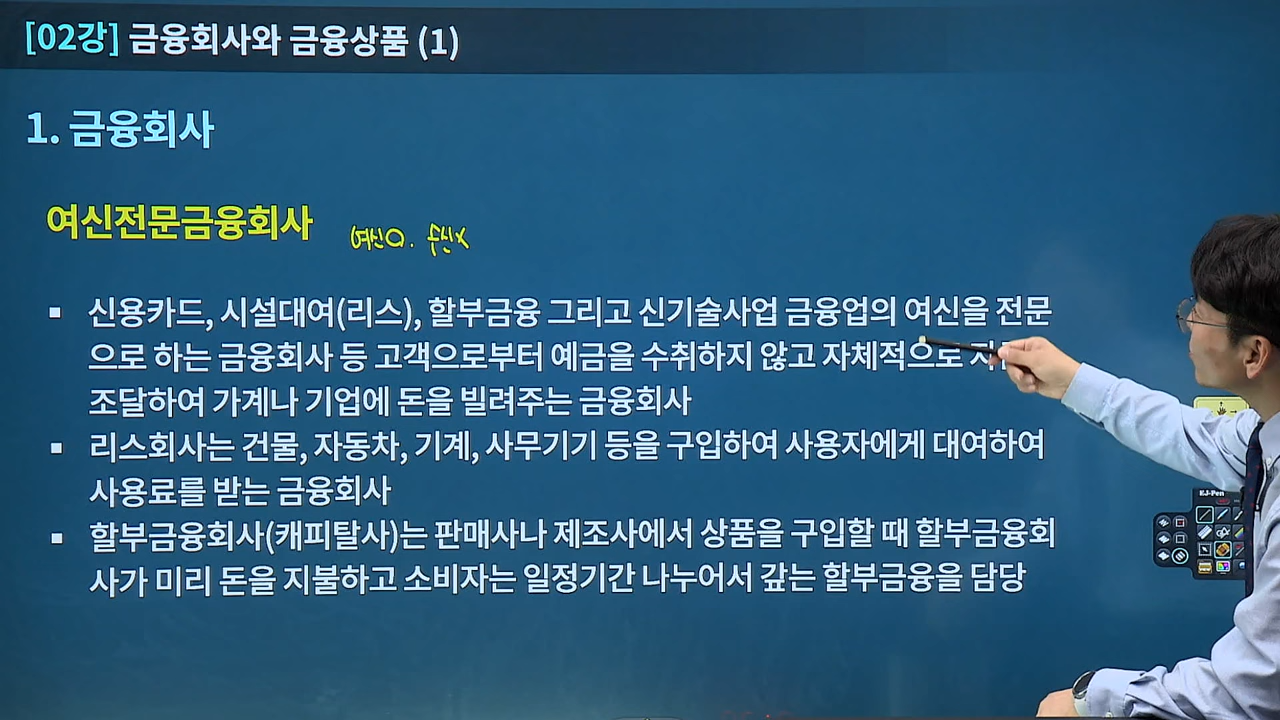 [02강] 금융회사와 금융상품 (1)
1. 금융회사
여신전문금융회사 여신O. 수신X
▪ 신용카드, 시설대여(리스), 할부금융 그리고 신기술사업 금융업의 여신을 전문
으로 하는 금융회사 등 고객으로부터 예금을 수취하지 않고 자체적으로
조달하여 가계나 기업에 돈을 빌려주는 금융회사
▪ 리스회사는 건물, 자동차, 기계, 사무기기 등을 구입하여 사용자에게 대여하여
사용료를 받는 금융회사
▪ 할부금융회사(캐피탈사)는 판매사나 제조사에서 상품을 구입할 때 할부금융회
사가 미리 돈을 지불하고 소비자는 일정기간 나누어서 갚는 할부금융을 담당
EJ-Pen